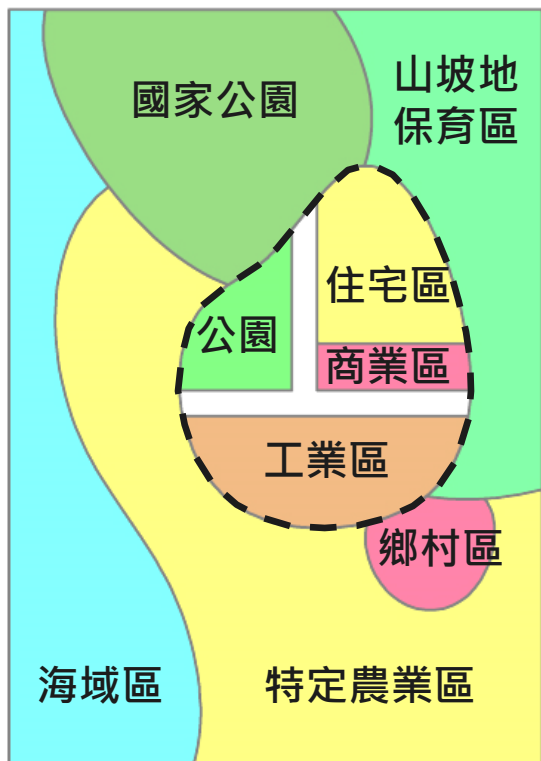 國家公園
山坡地
保育區
住宅區
公園
商業區
工業區
鄉村區
海域區
特定農業區